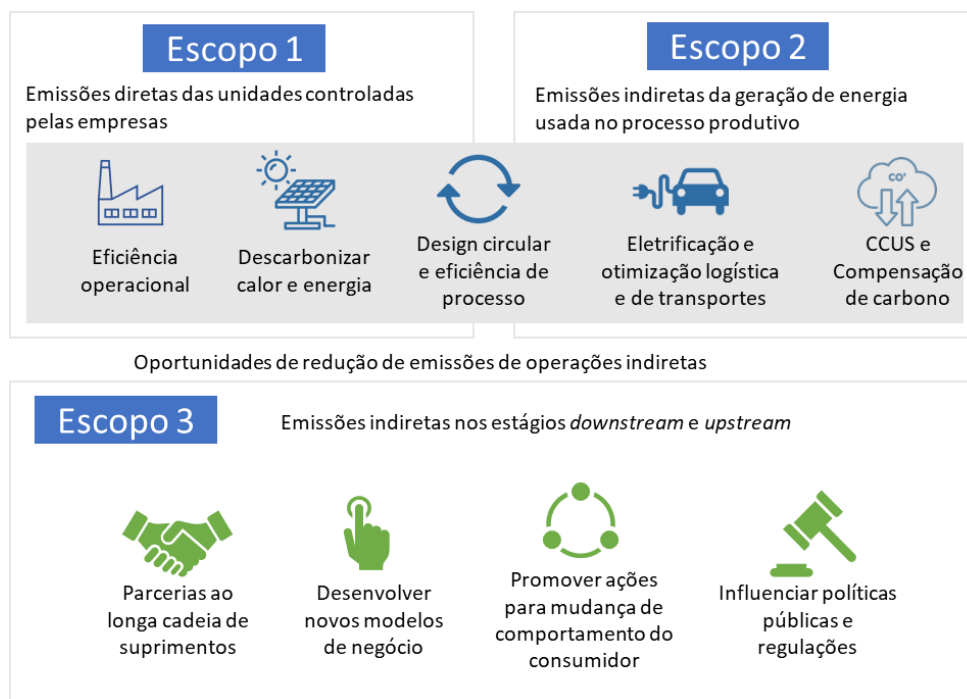 Escopo 1
Emissões diretas das unidades controladas
pelas empresas
Escopo 2
Emissões indiretas da geração de energia
usada no processo produtivo
Eficiência
operacional
Descarbonizar
calor e energia
Design circular
e eficiência de
processo
Eletrificação e
otimização logística
e de transportes
CO²
CCUS e
Compensação
de carbono
Oportunidades de redução de emissões de operações indiretas
Escopo 3
Emissões indiretas nos estágios downstream e upstream
Parcerias ao
longa cadeia de
suprimentos
Desenvolver
novos modelos
de negócio
Promover ações
para mudança de
comportamento do
consumidor
Influenciar políticas
públicas e
regulações